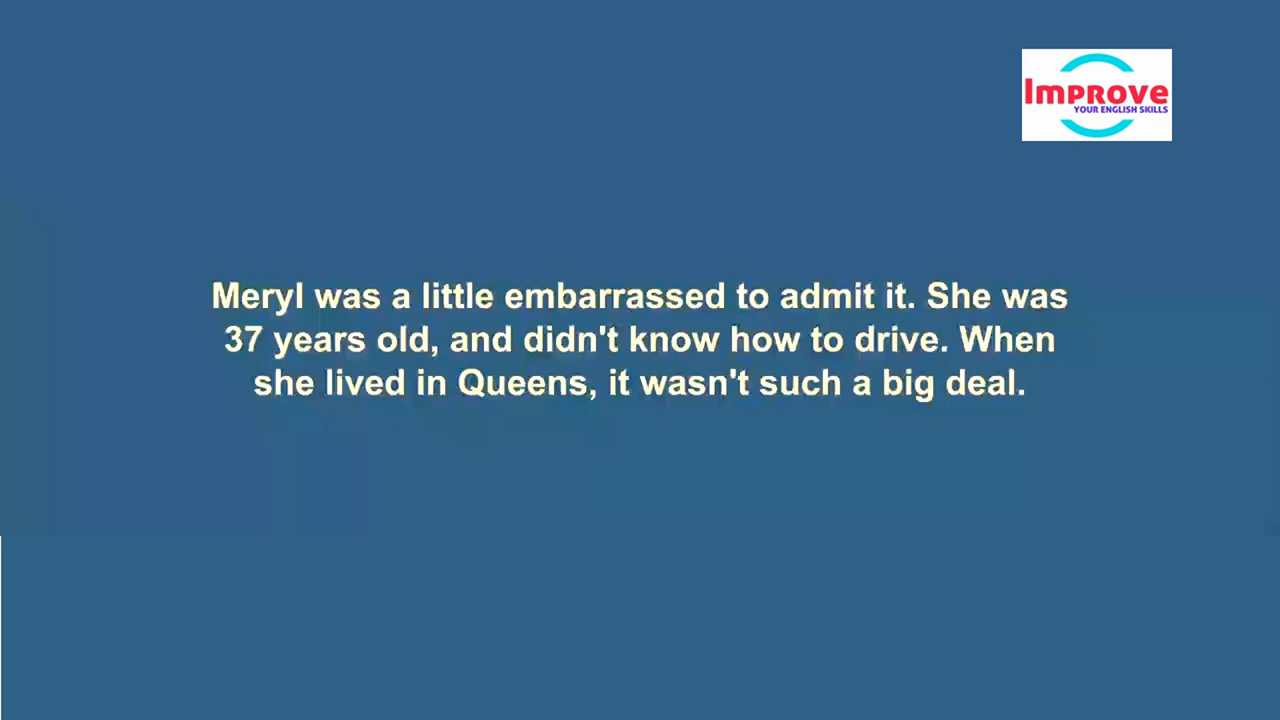 Improve
YOUR ENGLISH SKILLS
Meryl was a little embarrassed to admit it. She was
37 years old, and didn't know how to drive. When
she lived in Queens, it wasn't such a big deal.